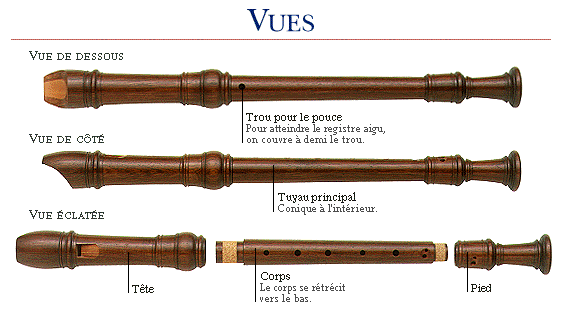 VUES
VUE DE DESSOUS
Trou pour le pouce
Pour atteindre le registre aigu,
on couvre à demi le trou.
VUE DE CÔTÉ
Tuyau principal
Conique à l'intérieur.
VUE ÉCLATÉE
Tête
Corps
Le corps se rétrécit
vers le bas.
Pied